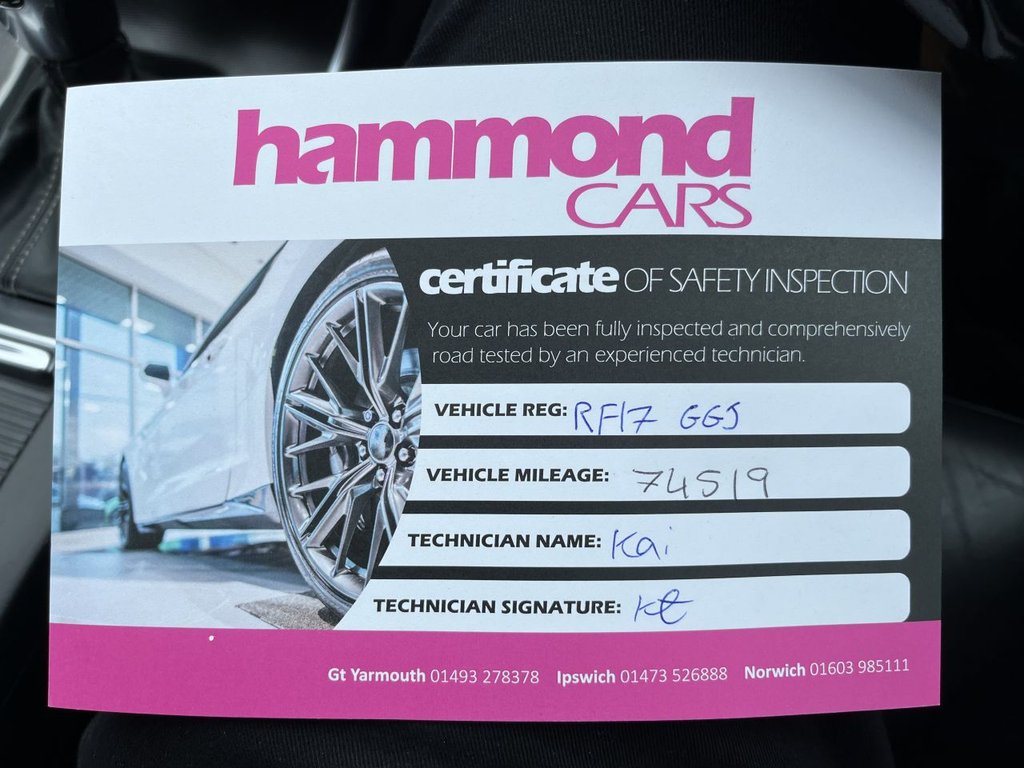 hammond
CARS
certificate OF SAFETY INSPECTION
Your car has been fully inspected and comprehensively
road tested by an experienced technician.
VEHICLE REG: RF17 GGJ
VEHICLE MILEAGE: 74519
TECHNICIAN NAME: Kai
TECHNICIAN SIGNATURE:
Gt Yarmouth 01493 278378 Ipswich 01473 526888 Norwich 01603 985111